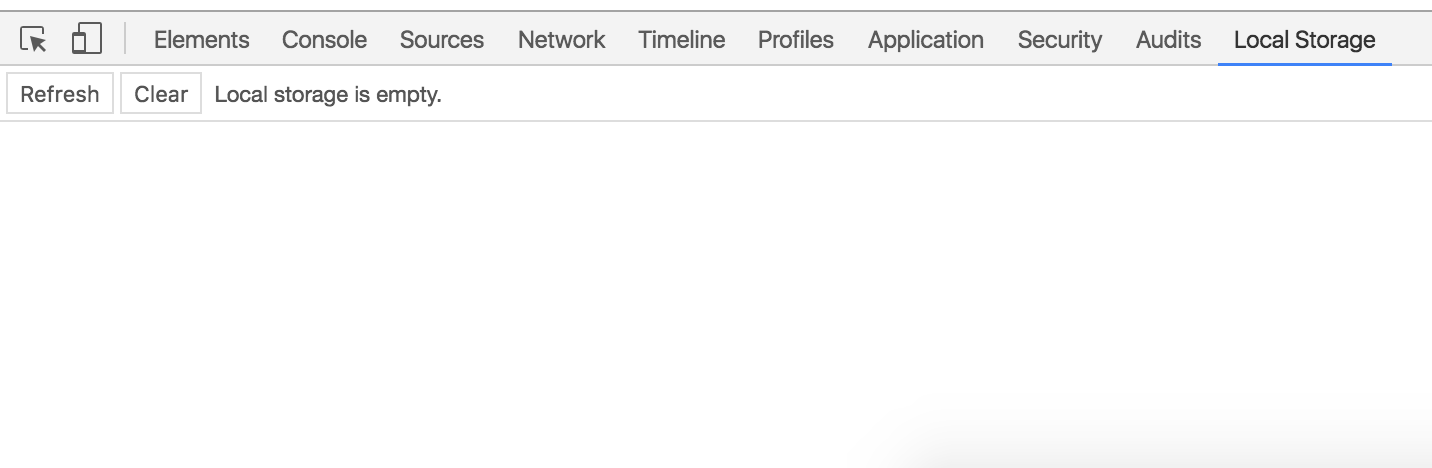 Elements Console Sources Network Timeline Profiles Application Security Audits Local Storage
Refresh Clear Local storage is empty.